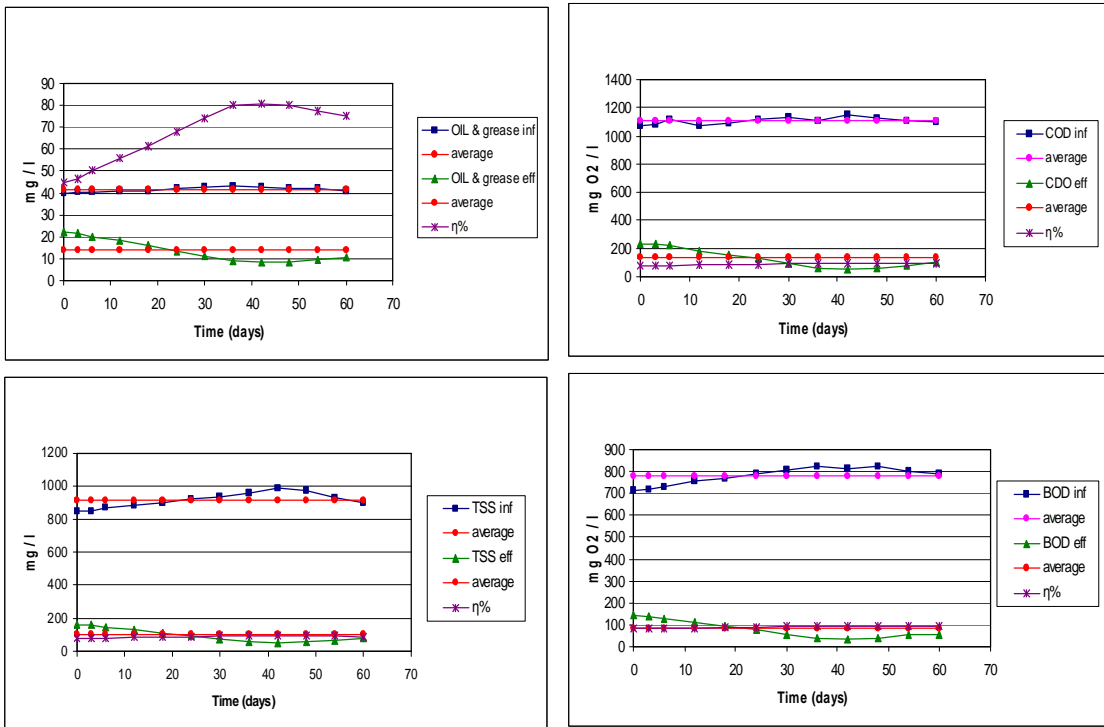 90
80
70
60
50
40
30
20
10
0
mg / l
0 10 20 30 40 50 60 70
Time (days)
OIL & grease inf
average
OIL & grease eff
average
η%
1400
1200
1000
800
600
400
200
0
mg O2 / l
0 10 20 30 40 50 60 70
Time (days)
COD inf
average
CDO eff
average
η%
1200
1000
800
600
400
200
0
mg / l
0 10 20 30 40 50 60 70
Time (days)
TSS inf
average
TSS eff
average
η%
900
800
700
600
500
400
300
200
100
0
mg O2 / l
0 10 20 30 40 50 60 70
Time (days)
BOD inf
average
BOD eff
average
η%